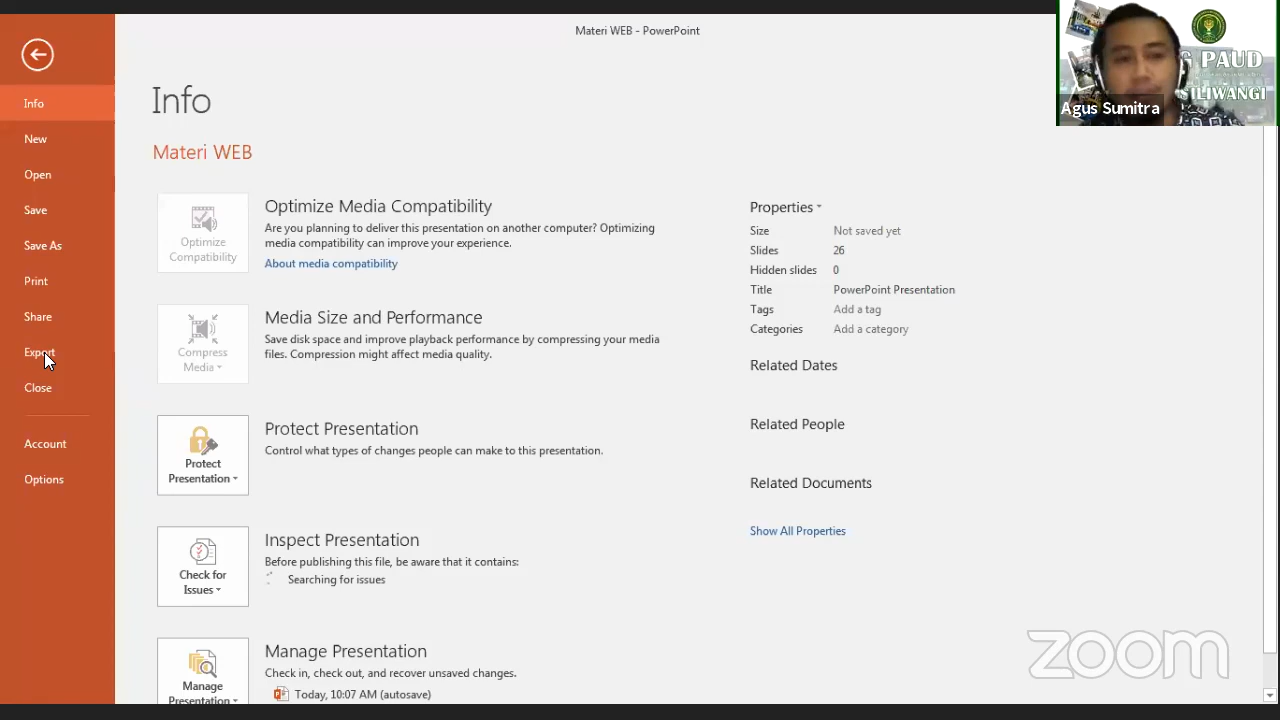 Materi WEB - PowerPoint
Info
New
Open
Save
Save As
Print
Share
Export
Close
Account
Options
Info
Materi WEB
Optimize
Compatibility
Optimize Media Compatibility
Are you planning to deliver this presentation on another computer? Optimizing
media compatibility can improve your experience.
About media compatibility
Compress
Media
Media Size and Performance
Save disk space and improve playback performance by compressing your media
files. Compression might affect media quality.
Protect
Presentation
Protect Presentation
Control what types of changes people can make to this presentation.
Check for
Issues
Inspect Presentation
Before publishing this file, be aware that it contains:
Searching for issues
Manage
Presentation
Manage Presentation
Check in, check out, and recover unsaved changes.
Today, 10:07 AM (autosave)
Properties
Size Not saved yet
Slides 26
Hidden slides 0
Title PowerPoint Presentation
Tags Add a tag
Categories Add a category
Related Dates
Related People
Related Documents
Show All Properties
PAUD
SILIWANGI
Agus Sumitra
zoom